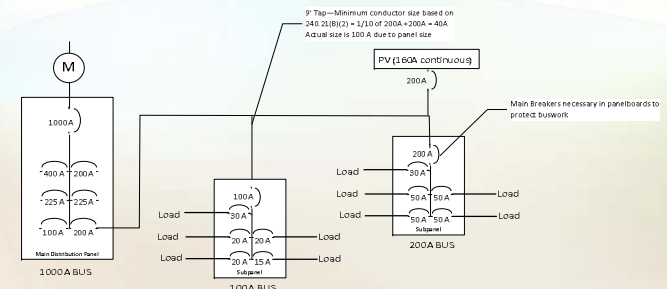 9' Tap—Minimum conductor size based on
240.21(B)(2) = 1/10 of 200A+200A = 40A
Actual size is 100 A due to panel size
M
PV (160A continuous)
200A
Main Breakers necessary in panelboards to
protect buswork
1000A
400 A 200A
225 A 225A
100 A 200A
Main Distribution Panel
1000A BUS
100A
Load 30 A
Load 20 A 20 A Load
Load 20 A 15 A Load
Subpanel
100A BUS
200 A
Load 30 A
Load 50A 50 A Load
Load 50 A 50 A Load
Subpanel
200A BUS